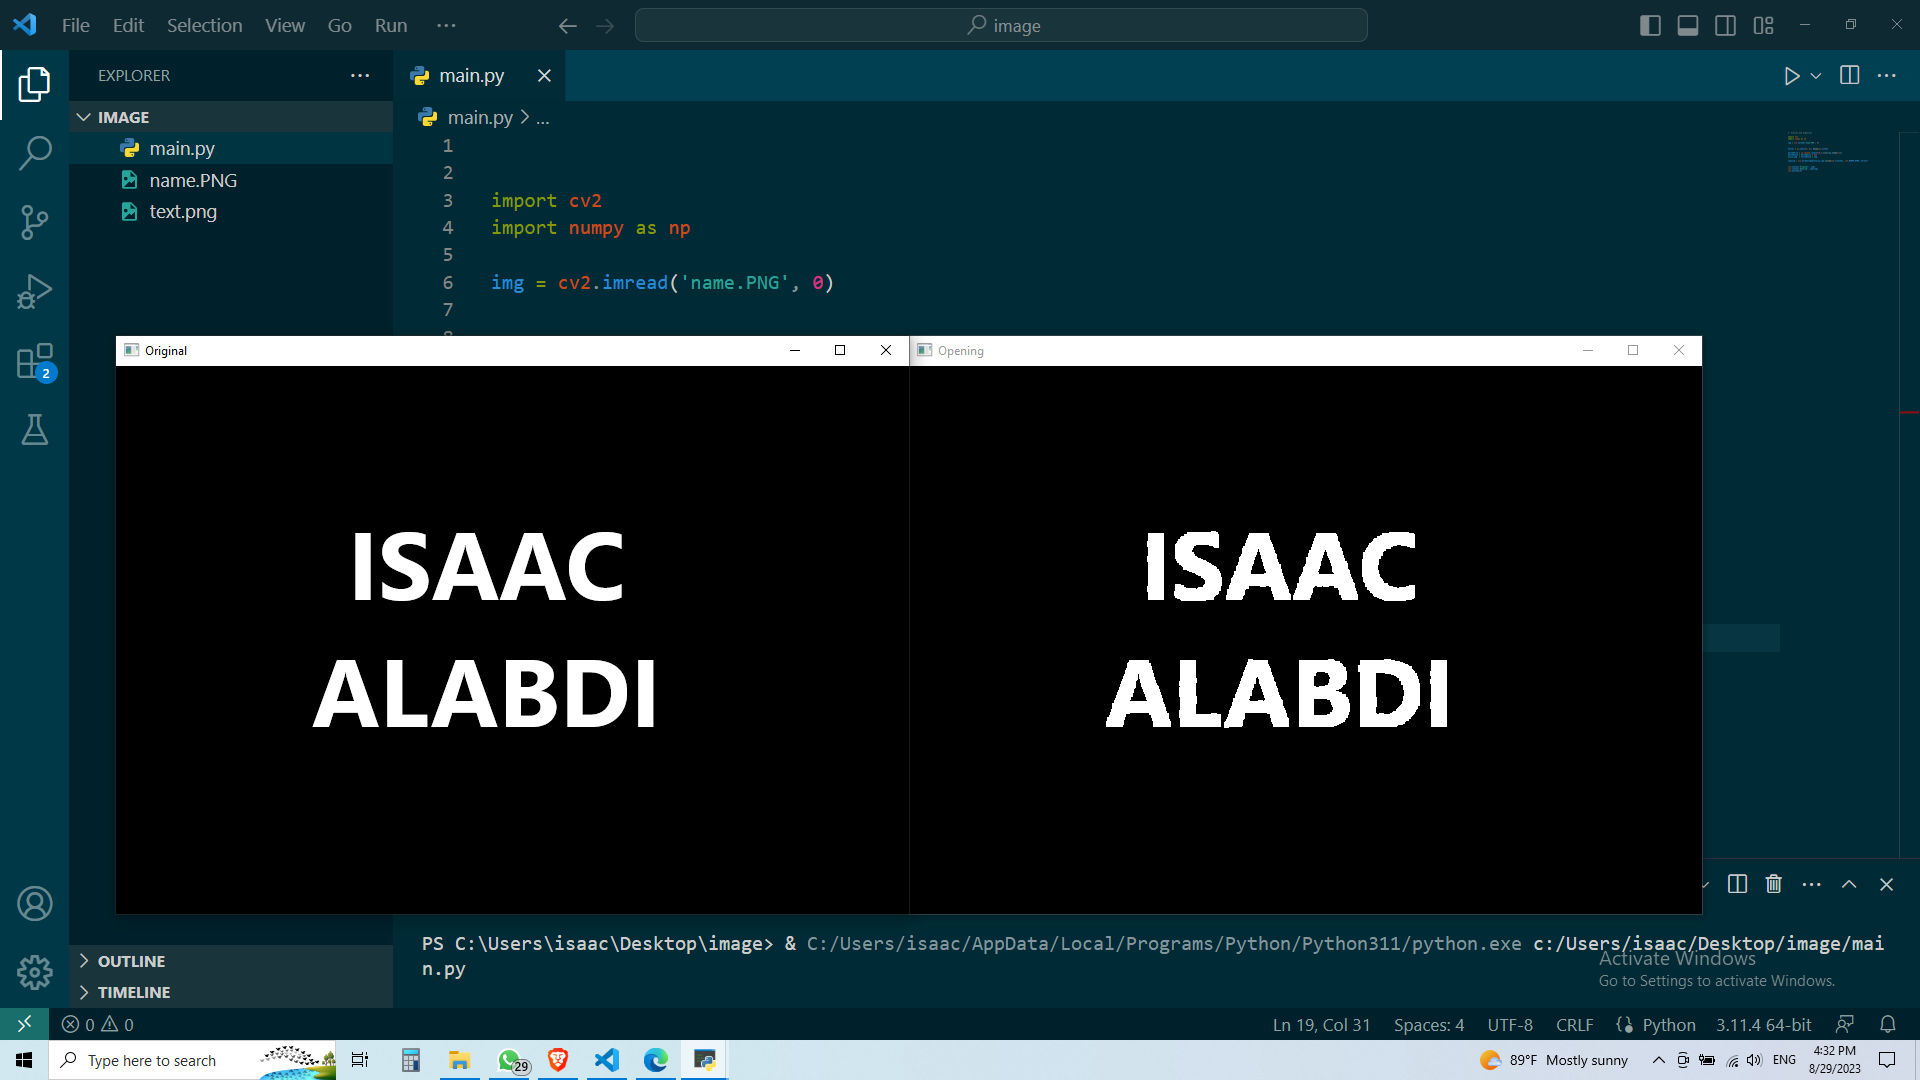 File Edit Selection View Go Run ···
image
EXPLORER
main.py
IMAGE
main.py
name.PNG
text.png
main.py > ...
1
2
3 import cv2
4 import numpy as np
5
6 img = cv2.imread('name.PNG', 0)
7
Original
Opening
ISAAC
ALABDI
ISAAC
ALABDI
2
PS C:\Users\isaac\Desktop\image> & C:/Users/isaac/AppData/Local/Programs/Python/Python311/python.exe c:/Users/isaac/Desktop/image/mai
n.py
Activate Windows
Go to Settings to activate Windows.
OUTLINE
TIMELINE
0 0
Ln 19, Col 31 Spaces: 4 UTF-8 CRLF Python 3.11.4 64-bit
Type here to search
29
89°F Mostly sunny
ENG
4:32 PM
8/29/2023